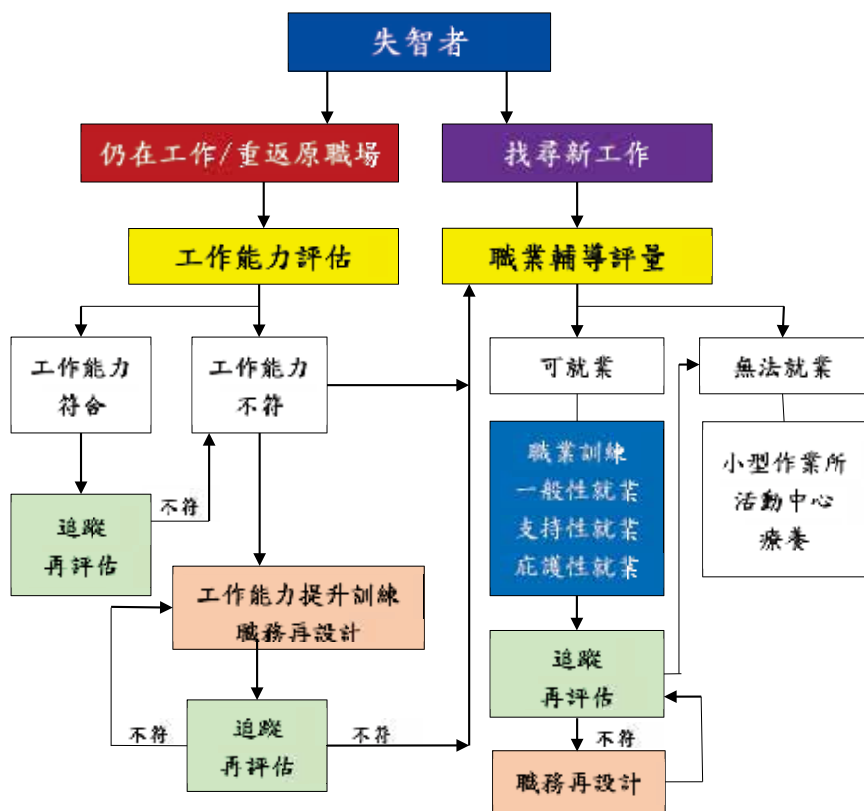 失智者
仍在工作/重返原職場
找尋新工作
工作能力評估
職業輔導評量
工作能力
符合
工作能力
不符
可就業
無法就業
職業訓練
一般性就業
支持性就業
庇護性就業
小型作業所
活動中心
療養
追蹤
再評估
不符
工作能力提升訓練
職務再設計
追蹤
再評估
不符
追蹤
再評估
不符
不符
職務再設計